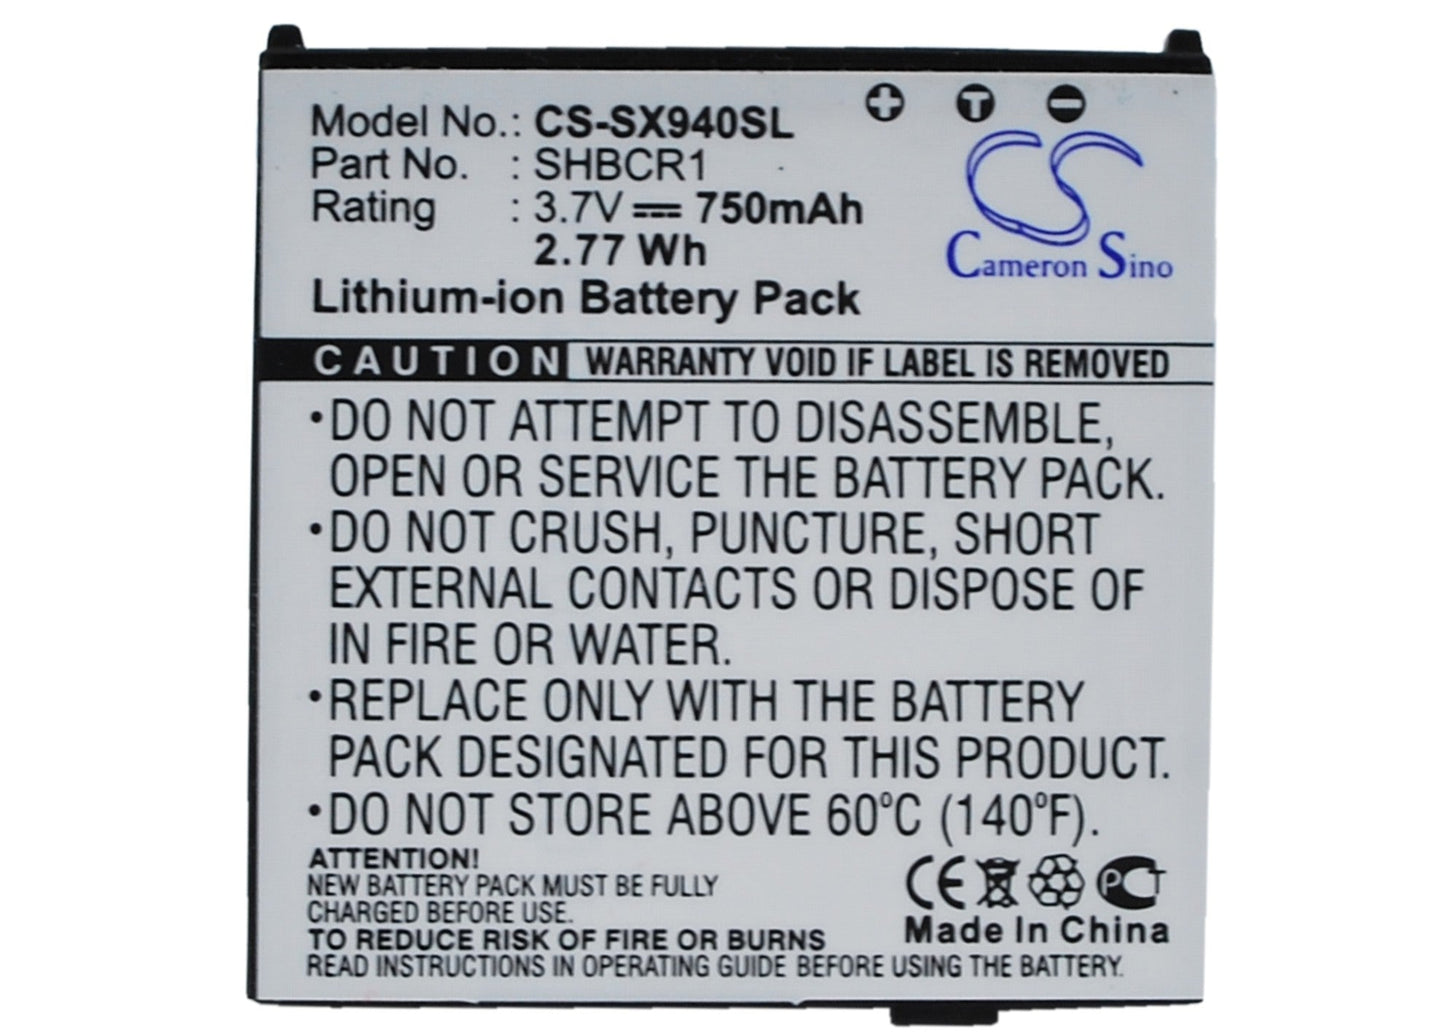 + T -
Model No.: CS-SX940SL
Part No. : SHBCR1
Rating : 3.7V 750mAh
2.77 Wh
Lithium-ion Battery Pack
CS
Cameron Sino
CAUTION WARRANTY VOID IF LABEL IS REMOVED
•DO NOT ATTEMPT TO DISASSEMBLE,
OPEN OR SERVICE THE BATTERY PACK.
•DO NOT CRUSH, PUNCTURE, SHORT
EXTERNAL CONTACTS OR DISPOSE OF
IN FIRE OR WATER.
•REPLACE ONLY WITH THE BATTERY
PACK DESIGNATED FOR THIS PRODUCT.
•DO NOT STORE ABOVE 60°C (140°F).
ATTENTION!
NEW BATTERY PACK MUST BE FULLY
CHARGED BEFORE USE.
TO REDUCE RISK OF FIRE OR BURNS
READ INSTRUCTIONS IN OPERATING GUIDE BEFORE USING THE BATTERY.
CE PCT
Made In China